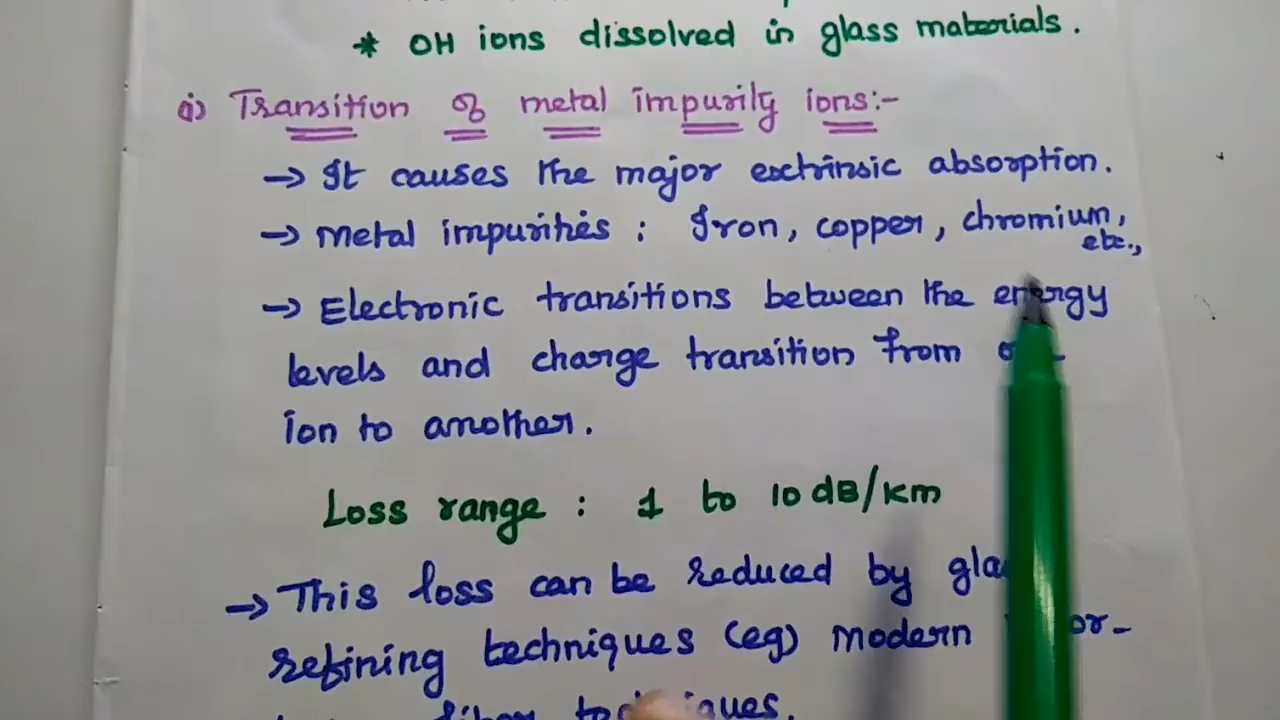 * OH ions dissolved in glass materials.
i) Transition of metal impurity ions:-
→ It causes the major extrinsic absorption.
→ Metal impurities : Iron, copper, chromium,
etc.,
→ Electronic transitions between the energy
levels and charge transition from
ion to another.
Loss range : 1 to 10 dB/km
→ This loss can be reduced by
refining techniques (eg) Modern
techniques.